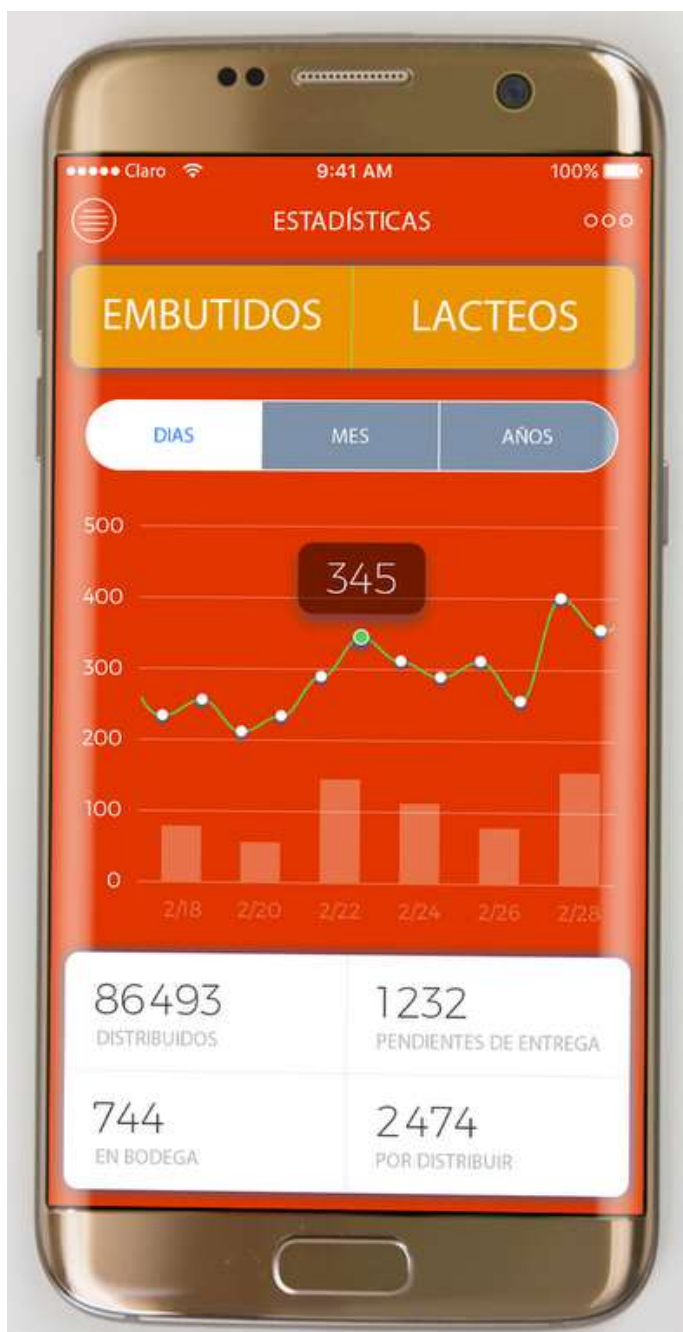 Claro 9:41 AM 100%
ESTADÍSTICAS
EMBUTIDOS LACTEOS
DIAS MES AÑOS
500
345
400
300
200
100
0
2/18 2/20 2/22 2/24 2/26 2/28
86493 1232
DISTRIBUIDOS PENDIENTES DE ENTREGA
744 2474
EN BODEGA POR DISTRIBUIR